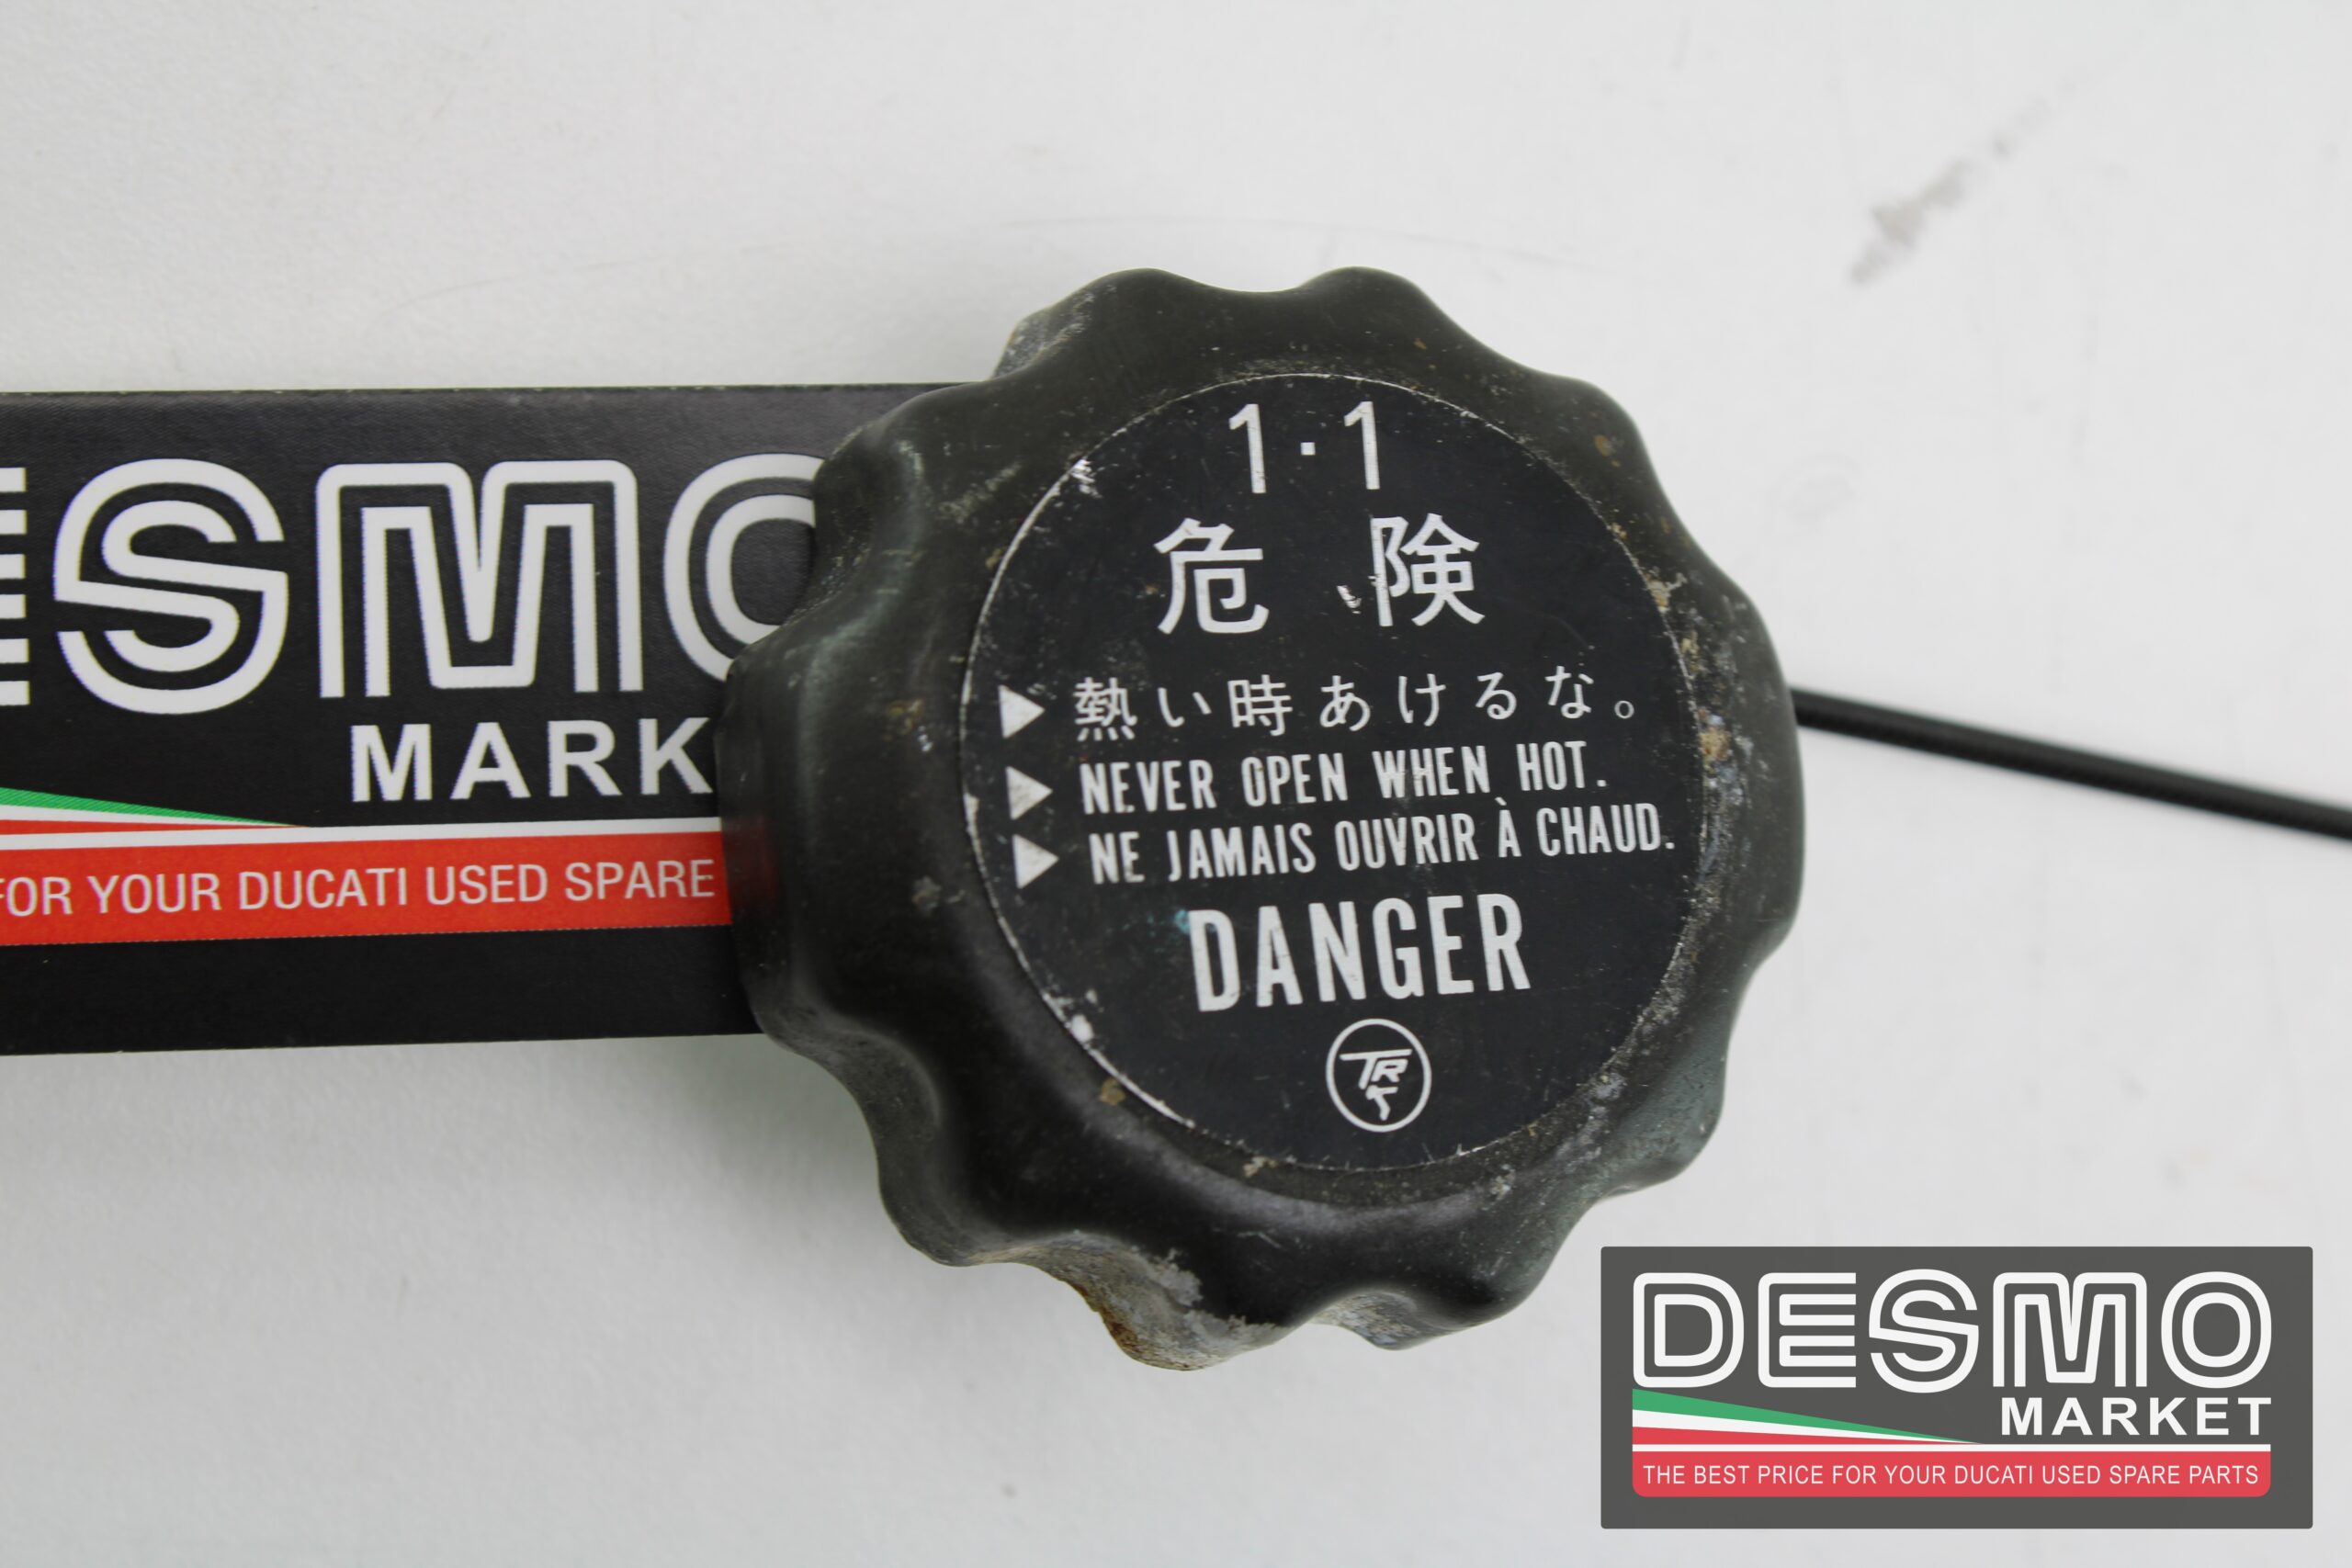 ESMO
MARK
FOR YOUR DUCATI USED SPARE
1·1
危 険
▶ 熱い時あけるな。
▶ NEVER OPEN WHEN HOT.
▶ NE JAMAIS OUVRIR À CHAUD.
DANGER
DESMO
MARKET
THE BEST PRICE FOR YOUR DUCATI USED SPARE PARTS